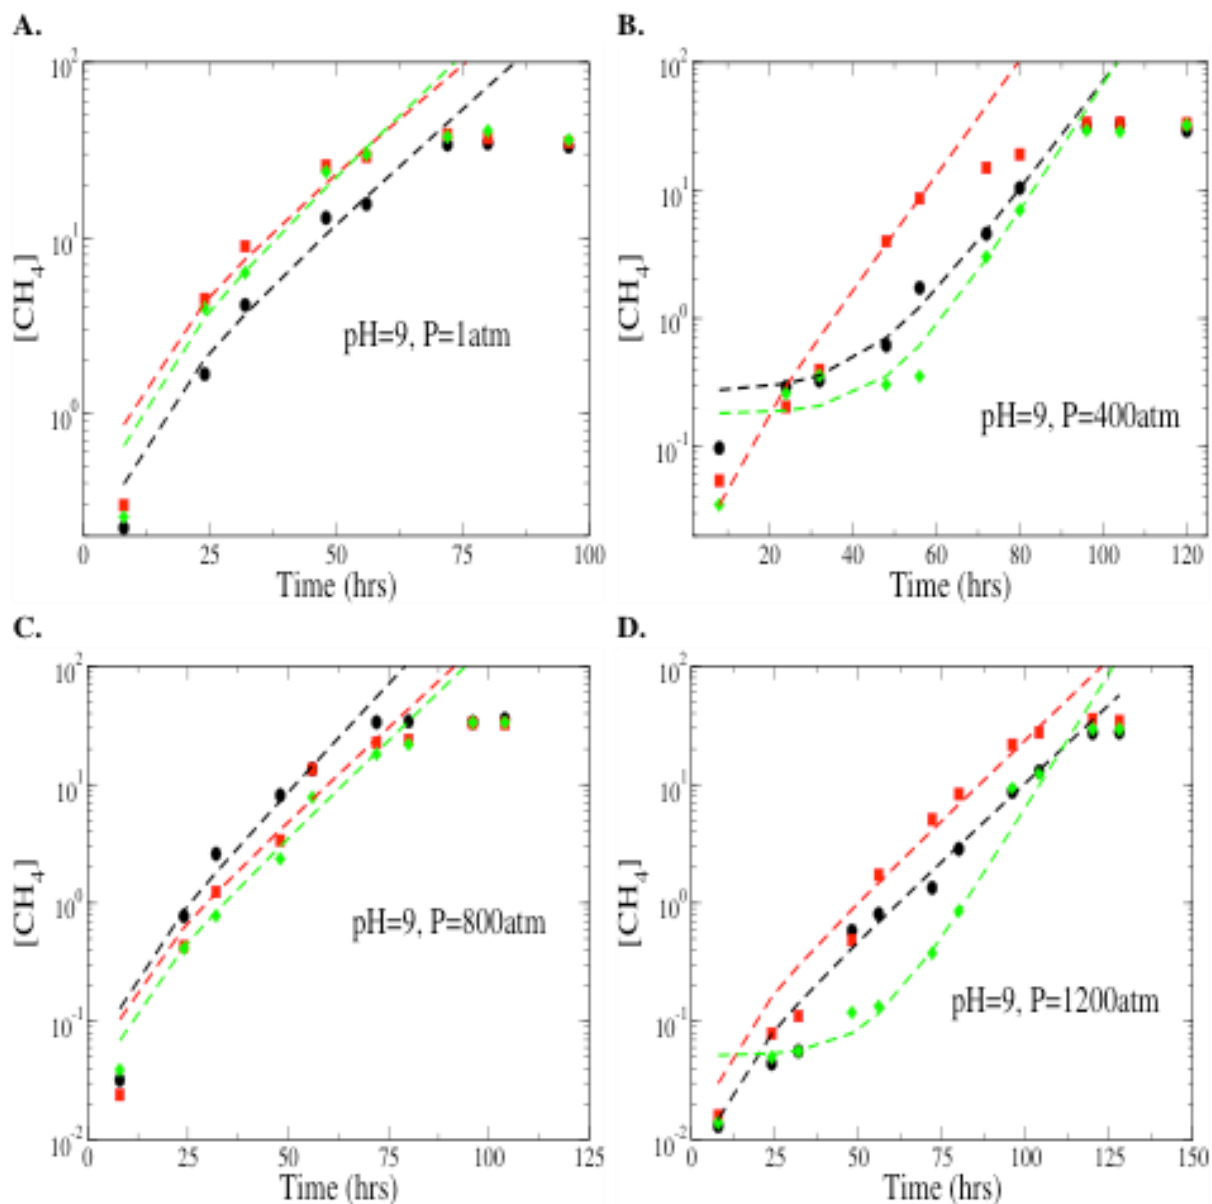 A.
10^2
10^1
10^0
[CH_4]
pH=9, P=1atm
0 25 50 75 100
Time (hrs)
B.
10^2
10^1
10^0
10^-1
[CH_4]
pH=9, P=400atm
20 40 60 80 100 120
Time (hrs)
C.
10^2
10^1
10^0
10^-1
10^-2
[CH_4]
pH=9, P=800atm
0 25 50 75 100 125
Time (hrs)
D.
10^2
10^1
10^0
10^-1
10^-2
[CH_4]
pH=9, P=1200atm
0 25 50 75 100 125 150
Time (hrs)